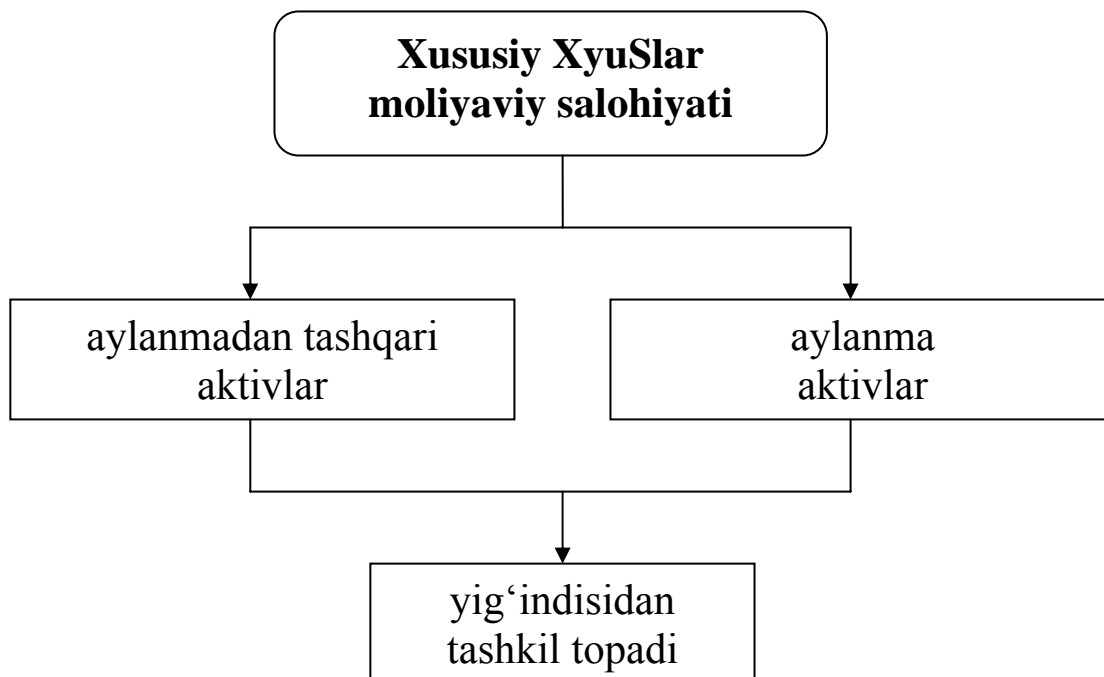 Xususiy XyuSlar
moliyaviy salohiyati
aylanmadan tashqari
aktivlar
aylanma
aktivlar
yig‘indisidan
tashkil topadi